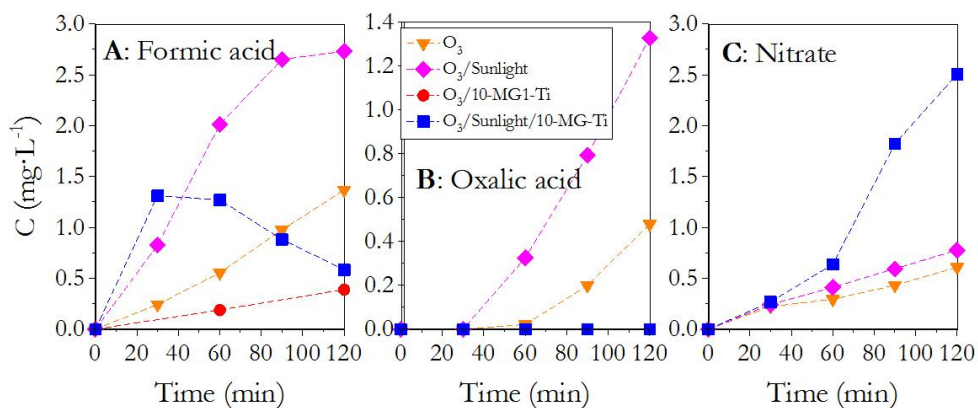 A: Formic acid
C (mg·L⁻¹)
3.0
2.5
2.0
1.5
1.0
0.5
0.0
0 20 40 60 80 100 120
Time (min)
B: Oxalic acid
O₃
O₃/Sunlight
O₃/10-MG1-Ti
O₃/Sunlight/10-MG-Ti
1.4
1.2
1.0
0.8
0.6
0.4
0.2
0.0
0 20 40 60 80 100 120
Time (min)
C: Nitrate
3.0
2.5
2.0
1.5
1.0
0.5
0.0
0 20 40 60 80 100 120
Time (min)